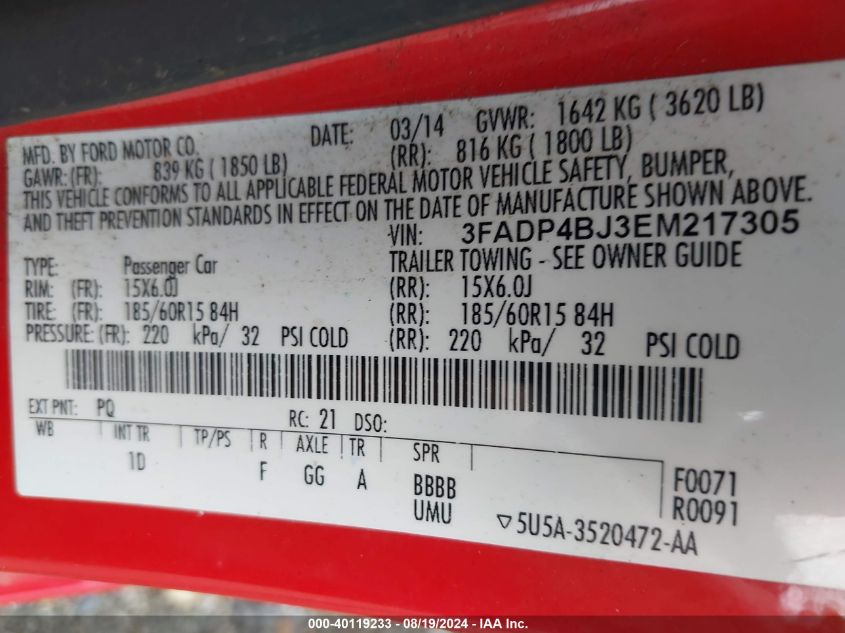 MFD. BY FORD MOTOR CO. DATE: 03/14 GVWR: 1642 KG ( 3620 LB)
GAWR: (FR): 839 KG ( 1850 LB) (RR): 816 KG ( 1800 LB)
THIS VEHICLE CONFORMS TO ALL APPLICABLE FEDERAL MOTOR VEHICLE SAFETY, BUMPER,
AND THEFT PREVENTION STANDARDS IN EFFECT ON THE DATE OF MANUFACTURE SHOWN ABOVE.
VIN: 3FADP4BJ3EM217305
TYPE: Passenger Car TRAILER TOWING - SEE OWNER GUIDE
RIM: (FR): 15X6.0J (RR): 15X6.0J
TIRE: (FR): 185/60R15 84H (RR): 185/60R15 84H
PRESSURE: (FR): 220 kPa/ 32 PSI COLD (RR): 220 kPa/ 32 PSI COLD
EXT PNT: PQ RC: 21 DSO:
WB INT TR TP/PS R AXLE TR SPR
1D F GG A BBBB F0071
UMU R0091
5U5A-3520472-AA
000-40119233 - 08/19/2024 - COPYRIGHT IAA, INC.